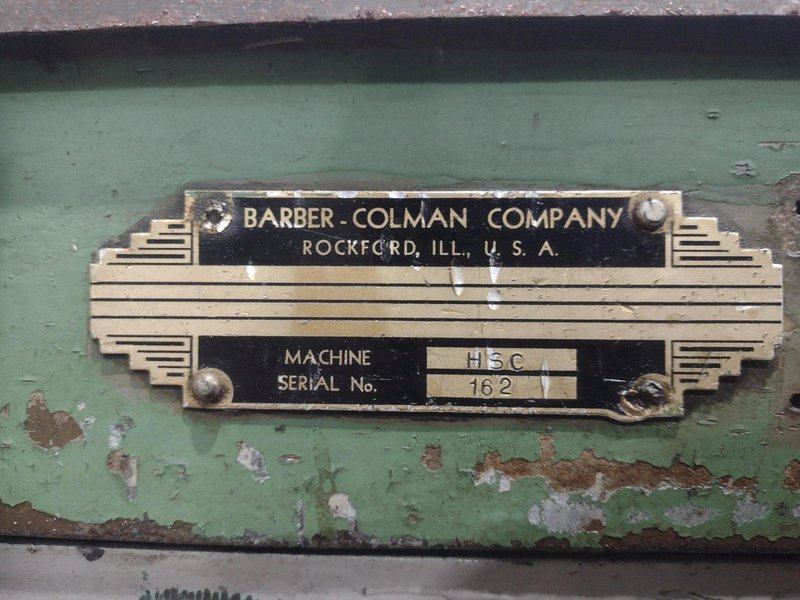 BARBER-COLMAN COMPANY
ROCKFORD, ILL., U. S. A.
MACHINE HSC
SERIAL No. 162